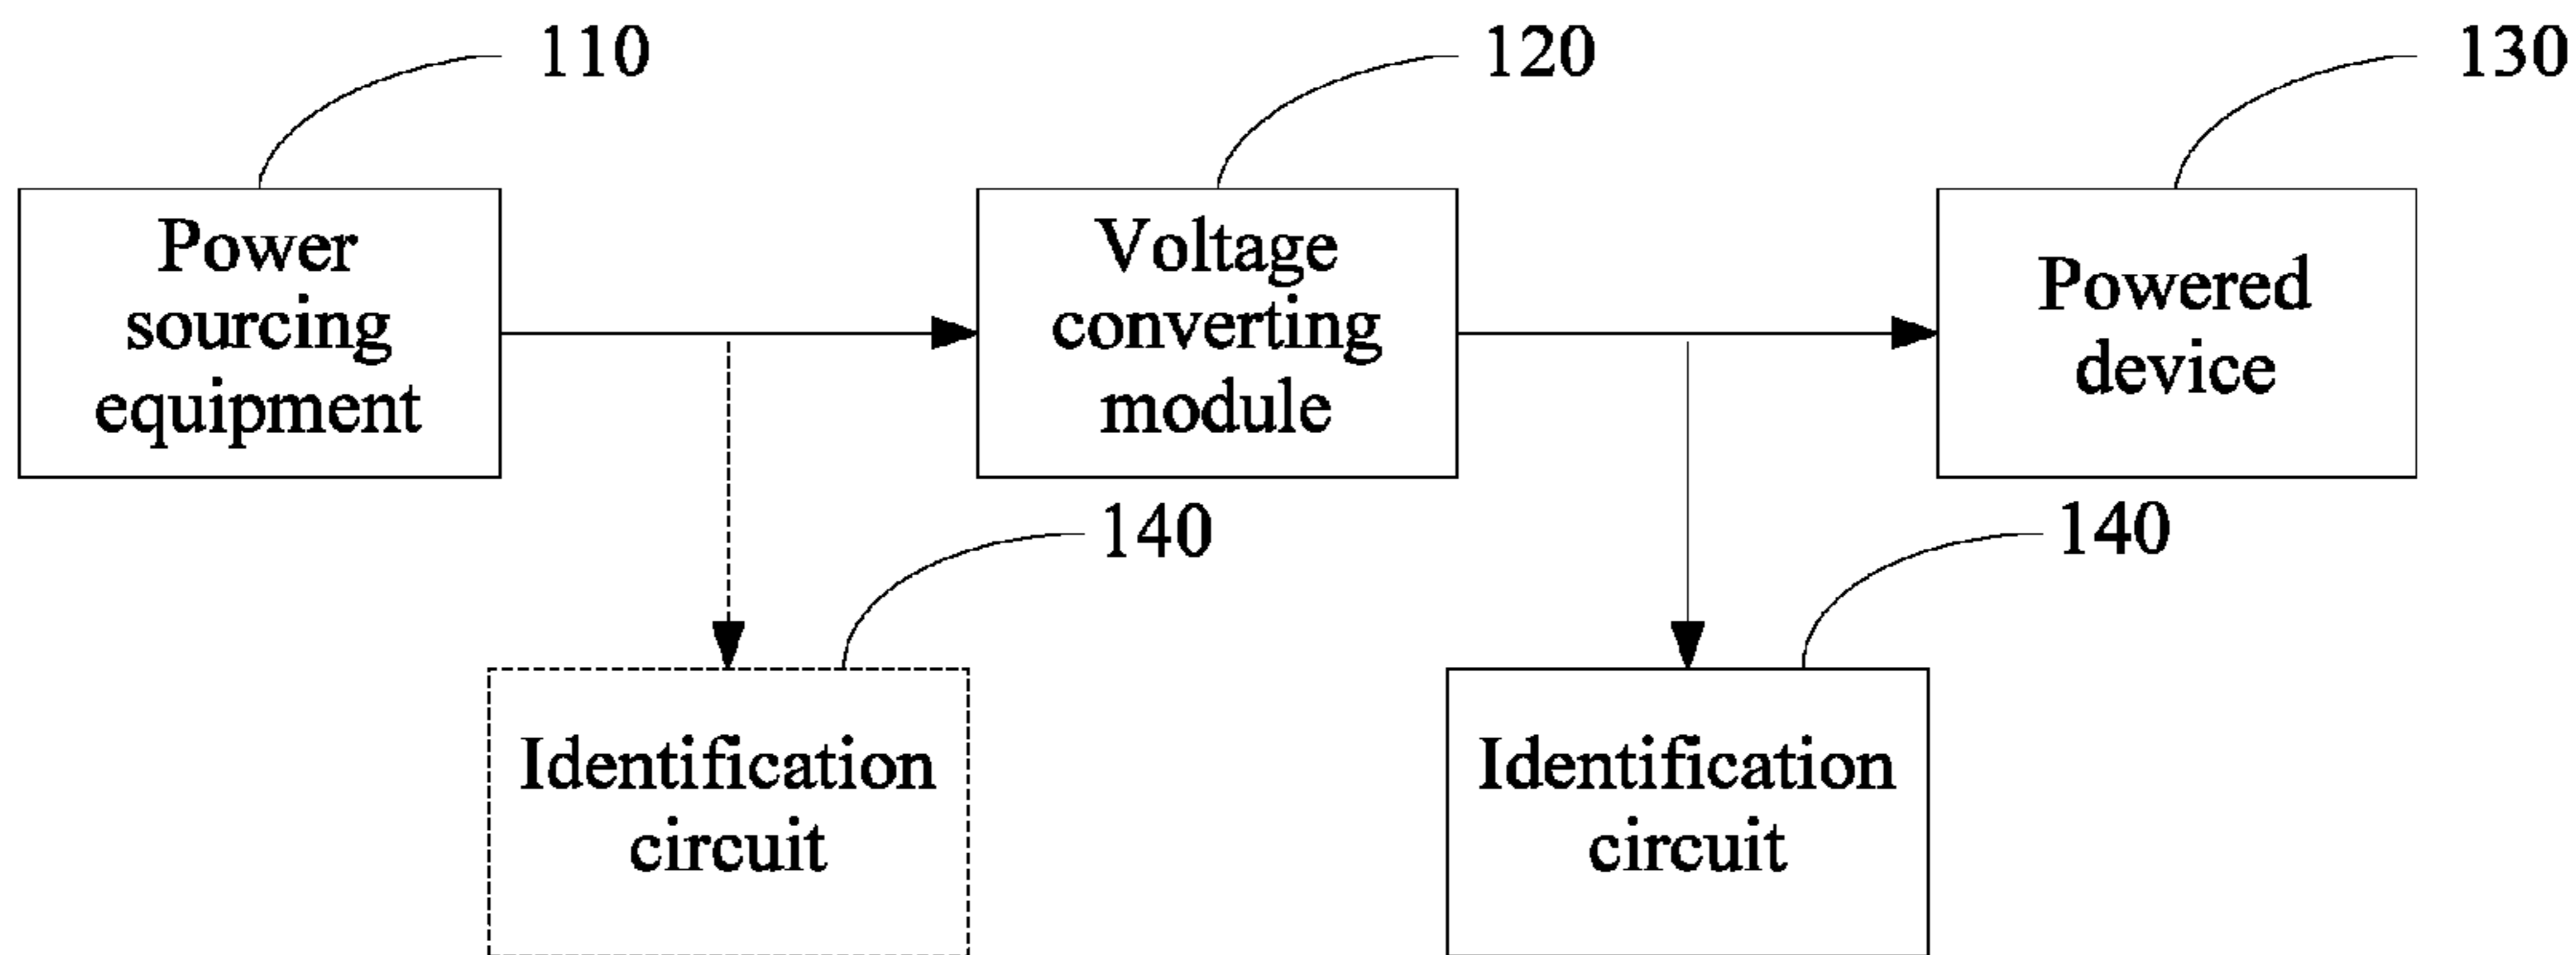 110
120
130
Power
sourcing
equipment
Voltage
converting
module
Powered
device
140
140
Identification
circuit
Identification
circuit